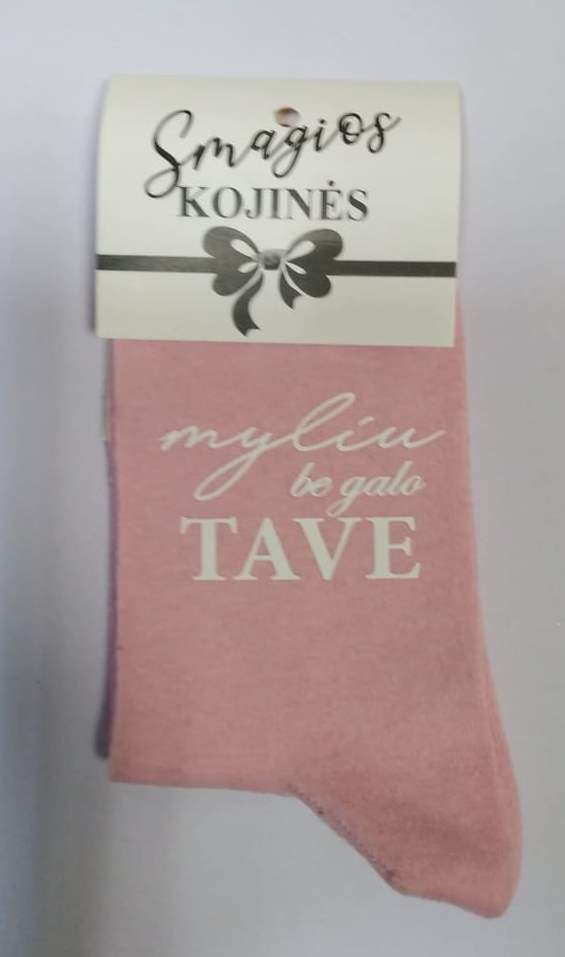 Smagios
KOJINĖS
myliu
be galo
TAVE